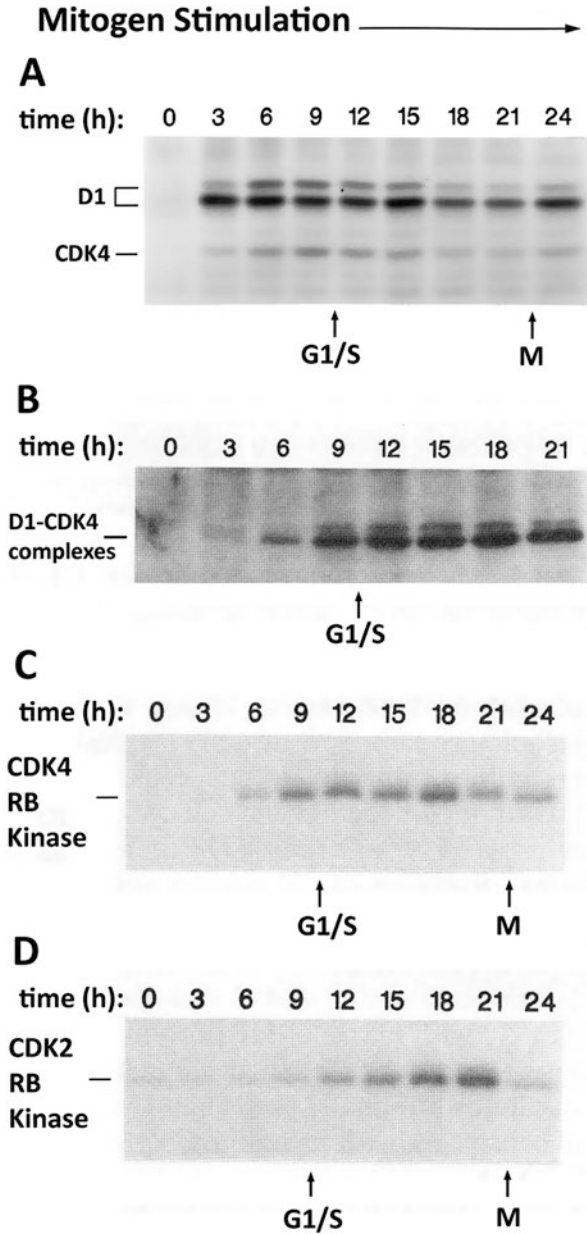 Mitogen Stimulation
A
time (h): 0 3 6 9 12 15 18 21 24
D1
CDK4
G1/S M
B
time (h): 0 3 6 9 12 15 18 21
D1-CDK4
complexes
G1/S
C
time (h): 0 3 6 9 12 15 18 21 24
CDK4
RB
Kinase
G1/S M
D
time (h): 0 3 6 9 12 15 18 21 24
CDK2
RB
Kinase
G1/S M